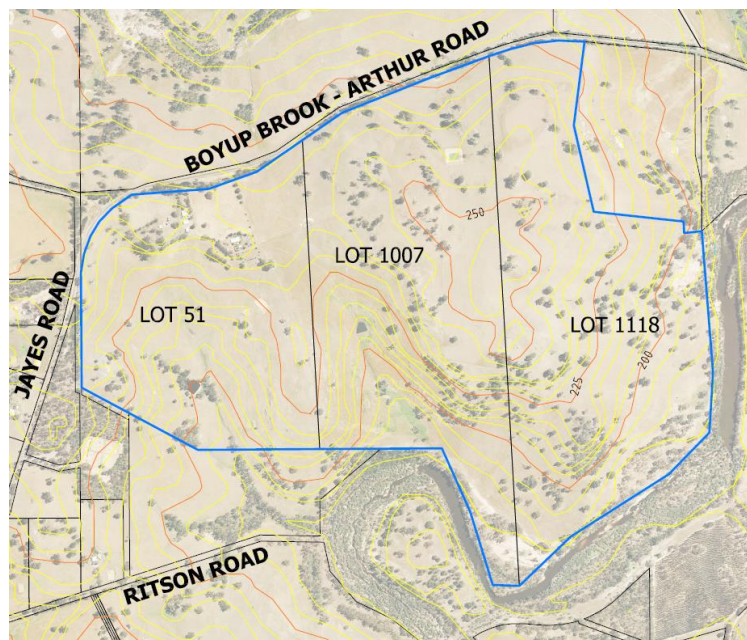 BOYUP BROOK - ARTHUR ROAD
250
LOT 1007
JAYES ROAD
LOT 51
LOT 1118
200
225
RITSON ROAD